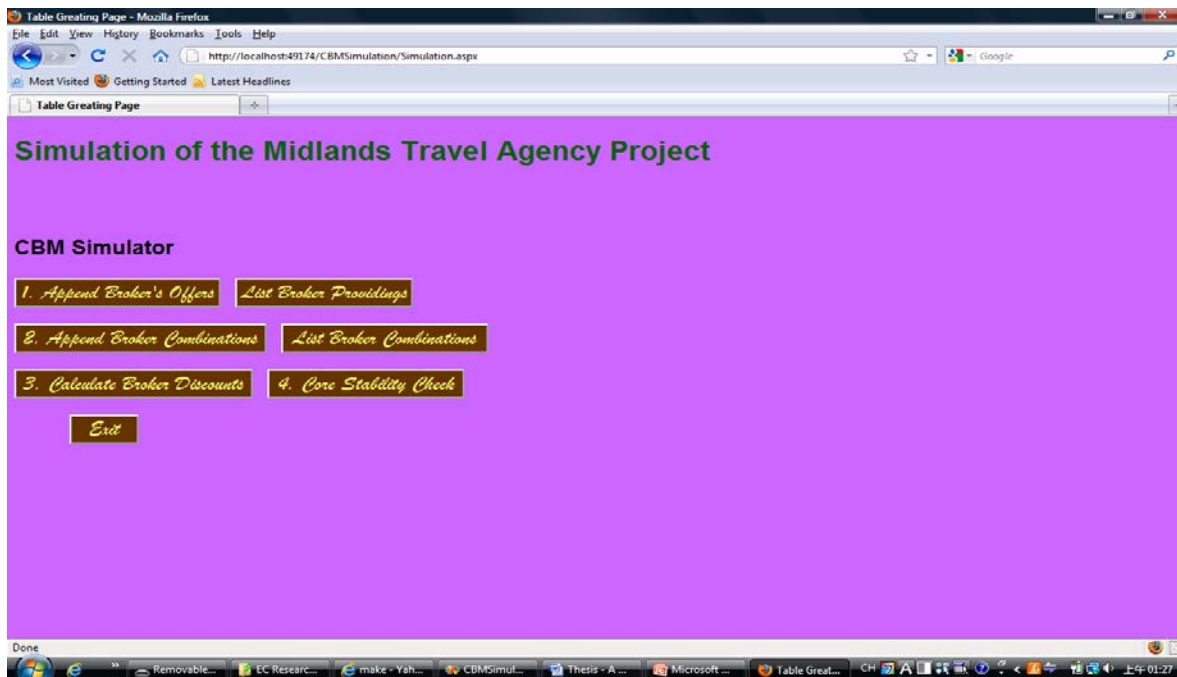 Table Greating Page - Mozilla Firefox
File Edit View History Bookmarks Tools Help
http://localhost:49174/CBMSimulation/Simulation.aspx
Google
Most Visited Getting Started Latest Headlines
Table Greating Page
Simulation of the Midlands Travel Agency Project
CBM Simulator
1. Append Broker's Offers List Broker Providings
2. Append Broker Combinations List Broker Combinations
3. Calculate Broker Discounts 4. Core Stability Check
Exit
Done
Removable... EC Researc... make - Yah... CBMSimul... Thesis - A ... Microsoft ... Table Great... CH A 上午 01:27